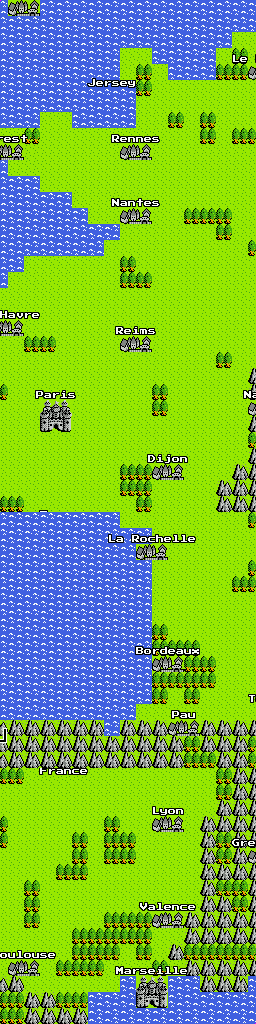 Le
Jersey
rest
Rennes
Nantes
Havre
Reims
Paris
Na
Dijon
La Rochelle
Bordeaux
T
Pau
France
Lyon
Gre
Valence
oulouse
Marseille